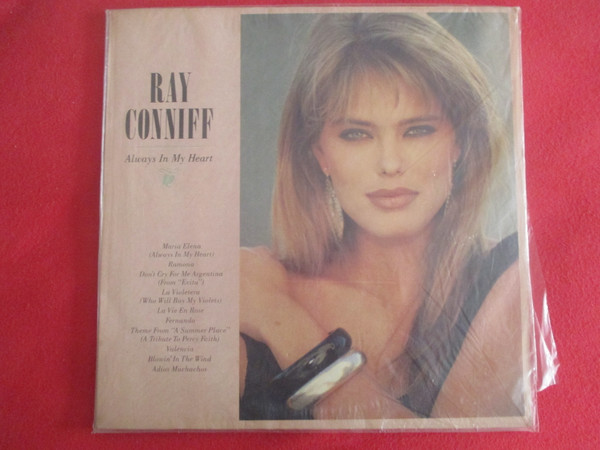 RAY
CONNIFF
Always In My Heart
Maria Elena
(Always In My Heart)
Ramona
Don't Cry For Me Argentina
(From "Evita")
La Violetera
(Who Will Buy My Violets)
La Vie En Rose
Fernando
Theme From "A Summer Place"
(A Tribute To Percy Faith)
Valencia
Blowin' In The Wind
Adios Muchachos